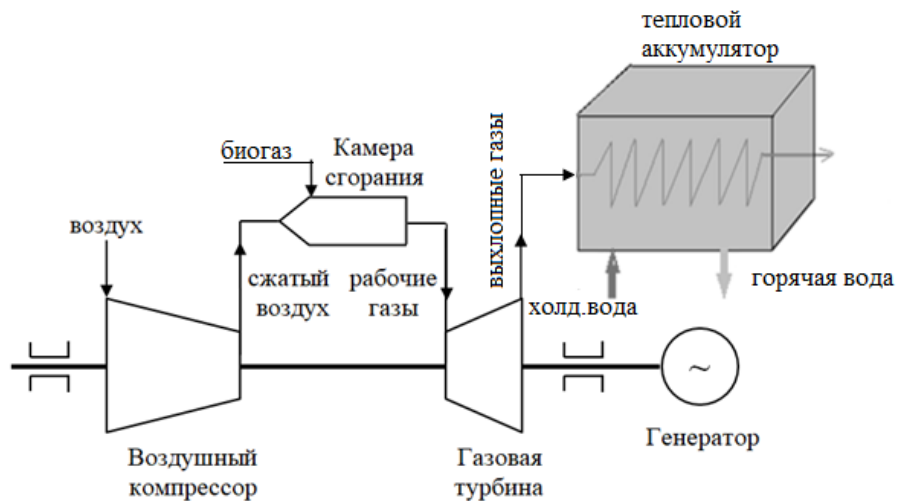 тепловой
аккумулятор
биогаз
Камера
сгорания
выхлопные газы
воздух
сжатый
воздух
рабочие
газы
холд.вода
горячая вода
~
Воздушный
компрессор
Газовая
турбина
Генератор